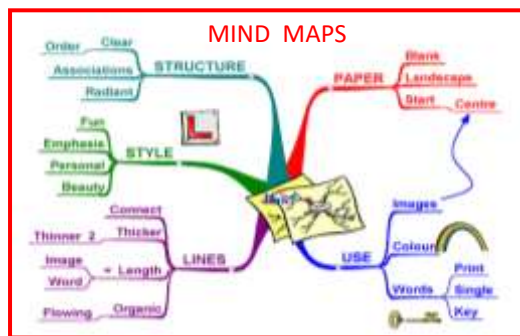 MIND MAPS
Order Clear
Associations
Radiant
STRUCTURE
Fun
Emphasis
Personal
Beauty
STYLE
Connect
Thinner 2 Thicker
Image
Word
= Length
Flowing Organic
LINES
L
PAPER
Blank
Landscape
Start Centre
USE
Images
Colour
Words
Print
Single
Key